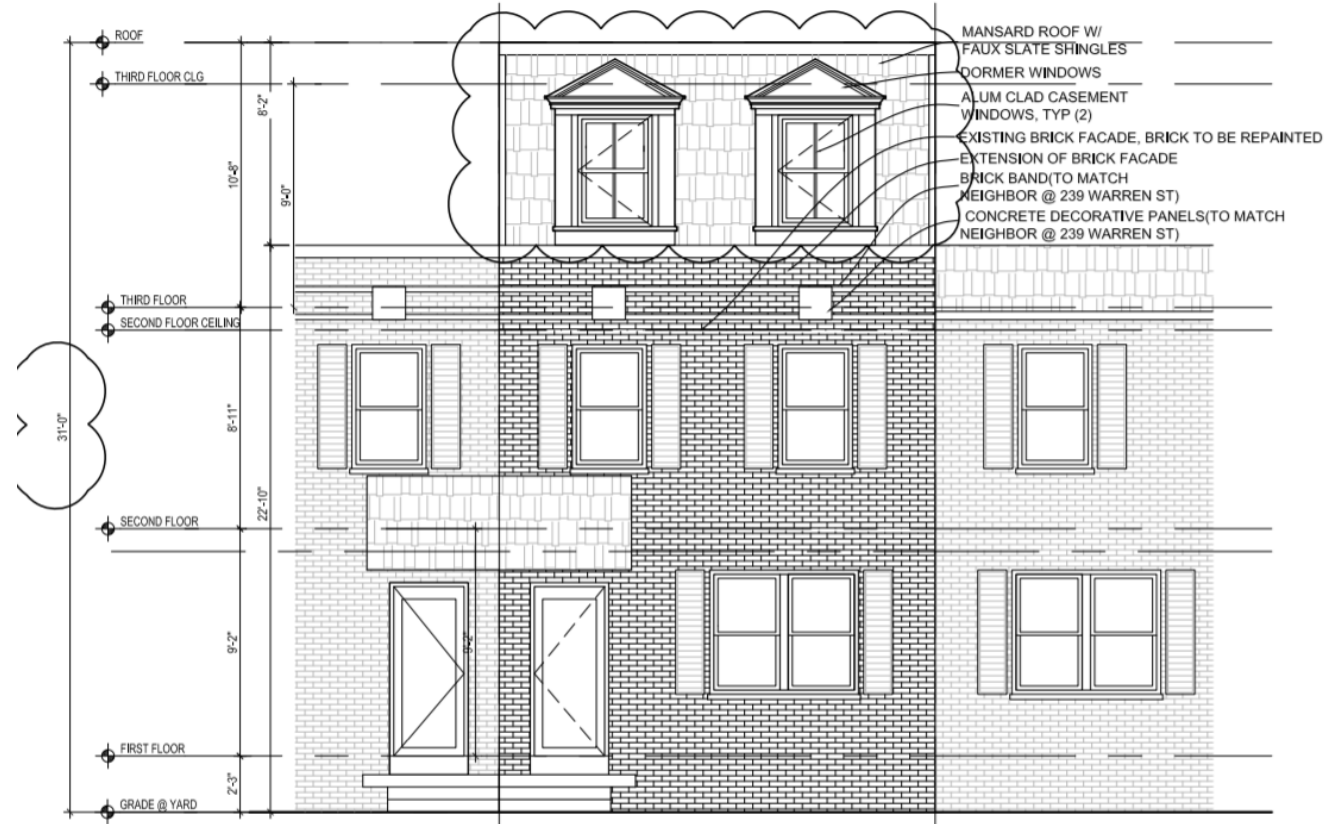 ROOF
THIRD FLOOR CLG
THIRD FLOOR
SECOND FLOOR CEILING
SECOND FLOOR
FIRST FLOOR
GRADE @ YARD
31'-0"
10'-8"
8'-11"
9'-2"
2'-3"
8'-2"
22'-10"
9'-0"
9'-2"
MANSARD ROOF W/
FAUX SLATE SHINGLES
DORMER WINDOWS
ALUM CLAD CASEMENT
WINDOWS, TYP (2)
EXISTING BRICK FACADE, BRICK TO BE REPAINTED
EXTENSION OF BRICK FACADE
BRICK BAND(TO MATCH
NEIGHBOR @ 239 WARREN ST)
CONCRETE DECORATIVE PANELS(TO MATCH
NEIGHBOR @ 239 WARREN ST)